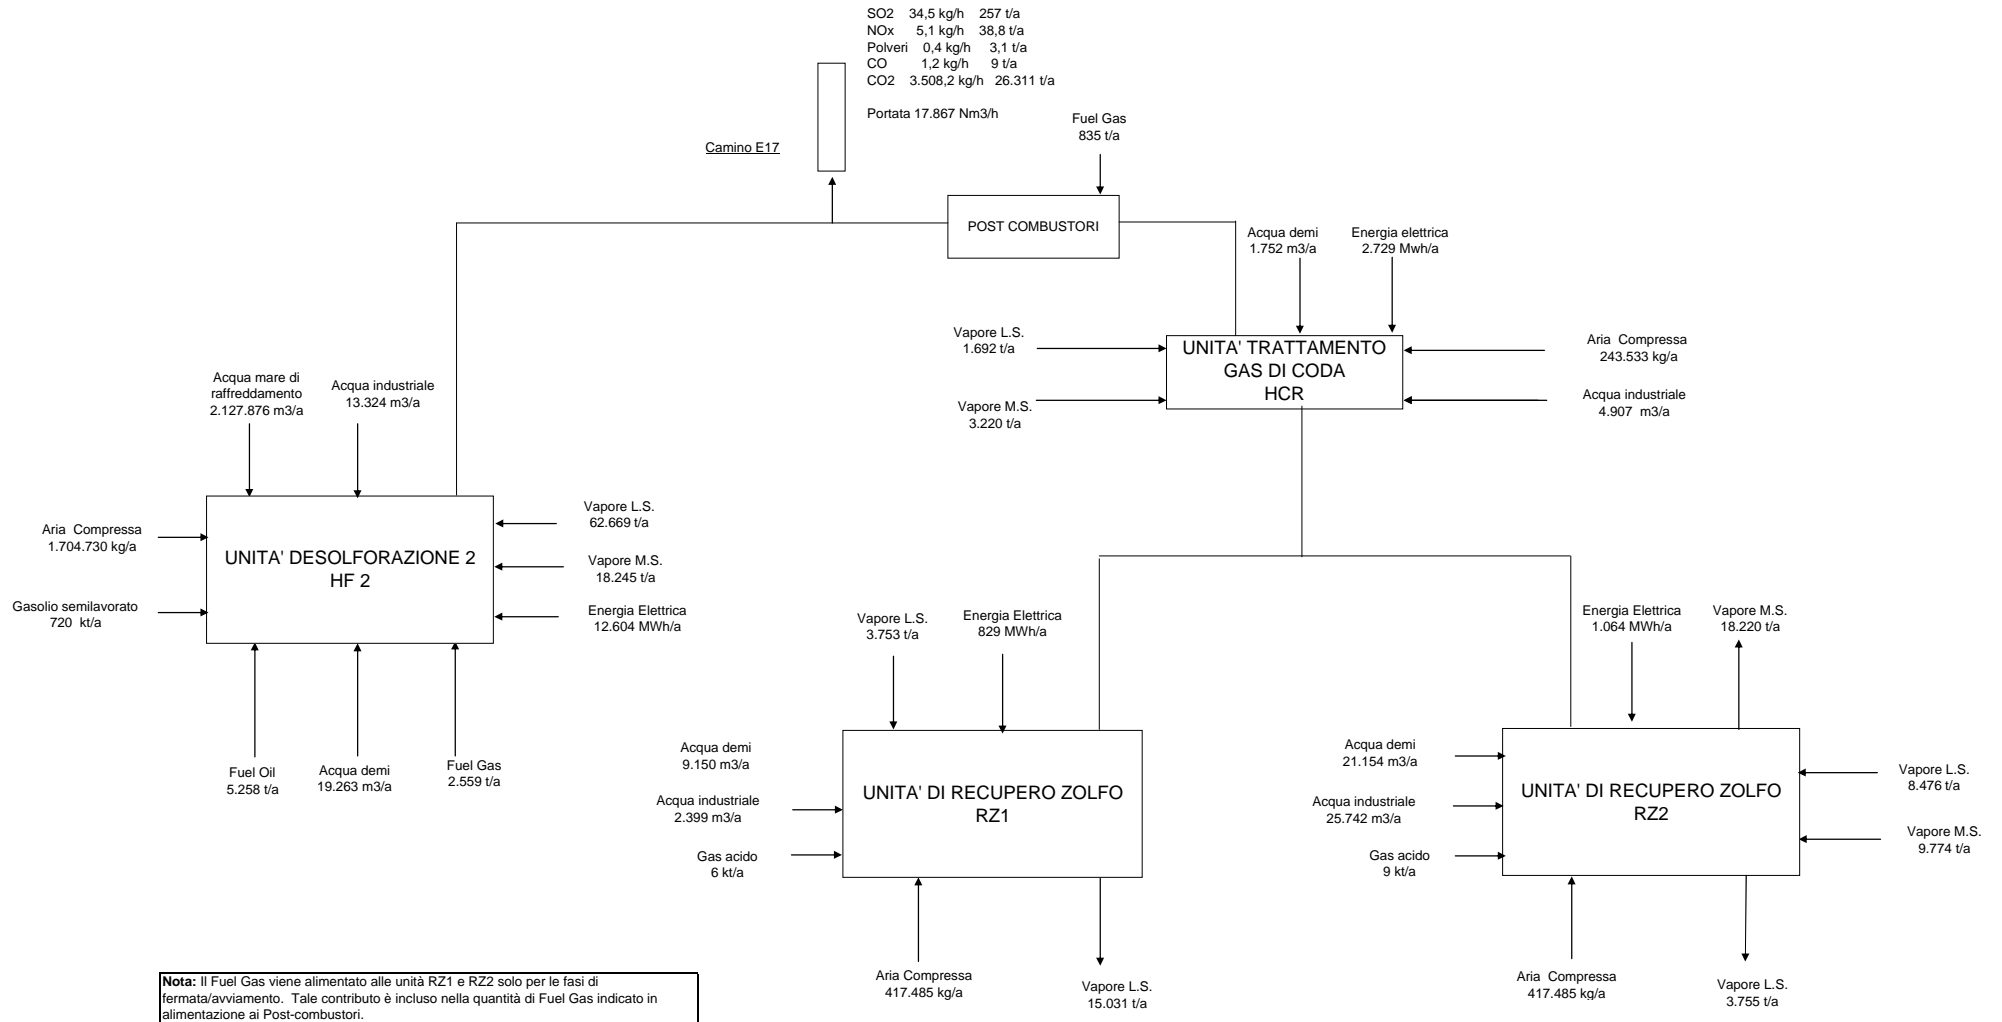 SO2 34,5 kg/h 257 t/a
NOx 5,1 kg/h 38,8 t/a
Polveri 0,4 kg/h 3,1 t/a
CO 1,2 kg/h 9 t/a
CO2 3.508,2 kg/h 26.311 t/a
Portata 17.867 Nm3/h
Camino E17
Fuel Gas
835 t/a
POST COMBUSTORI
Acqua demi
1.752 m3/a
Energia elettrica
2.729 Mwh/a
Vapore L.S.
1.692 t/a
Vapore M.S.
3.220 t/a
UNITA' TRATTAMENTO
GAS DI CODA
HCR
Aria Compressa
243.533 kg/a
Acqua industriale
4.907 m3/a
Acqua mare di
raffreddamento
2.127.876 m3/a
Acqua industriale
13.324 m3/a
Aria Compressa
1.704.730 kg/a
Gasolio semilavorato
720 kt/a
UNITA' DESOLFORAZIONE 2
HF 2
Vapore L.S.
62.669 t/a
Vapore M.S.
18.245 t/a
Energia Elettrica
12.604 MWh/a
Fuel Oil
5.258 t/a
Acqua demi
19.263 m3/a
Fuel Gas
2.559 t/a
Vapore L.S.
3.753 t/a
Energia Elettrica
829 MWh/a
Acqua demi
9.150 m3/a
Acqua industriale
2.399 m3/a
Gas acido
6 kt/a
UNITA' DI RECUPERO ZOLFO
RZ1
Aria Compressa
417.485 kg/a
Vapore L.S.
15.031 t/a
Energia Elettrica
1.064 MWh/a
Vapore M.S.
18.220 t/a
Acqua demi
21.154 m3/a
Acqua industriale
25.742 m3/a
Gas acido
9 kt/a
UNITA' DI RECUPERO ZOLFO
RZ2
Vapore L.S.
8.476 t/a
Vapore M.S.
9.774 t/a
Aria Compressa
417.485 kg/a
Vapore L.S.
3.755 t/a
Nota: Il Fuel Gas viene alimentato alle unità RZ1 e RZ2 solo per le fasi di
fermata/avviamento. Tale contributo è incluso nella quantità di Fuel Gas indicato in
alimentazione ai Post-combustori.